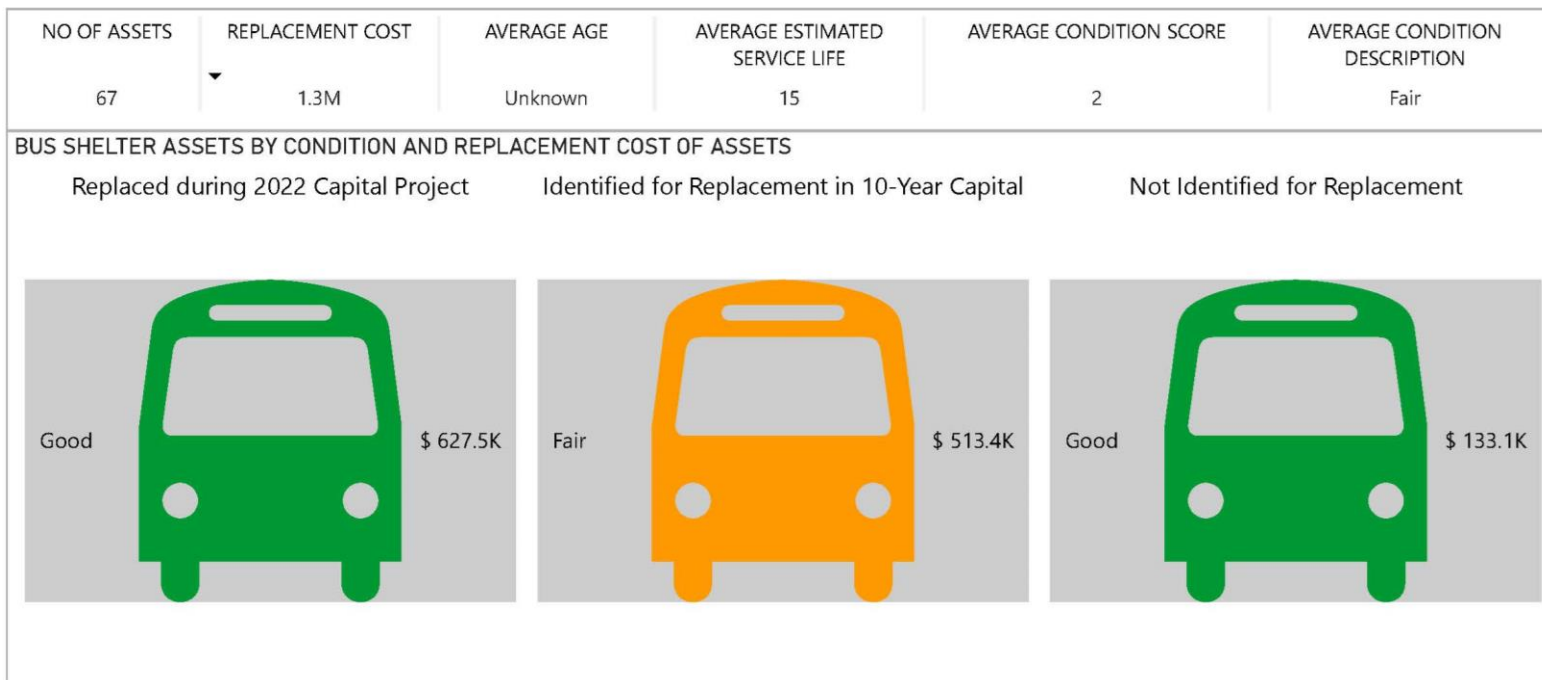 NO OF ASSETS REPLACEMENT COST AVERAGE AGE AVERAGE ESTIMATED SERVICE LIFE AVERAGE CONDITION SCORE AVERAGE CONDITION DESCRIPTION
67 1.3M Unknown 15 2 Fair
BUS SHELTER ASSETS BY CONDITION AND REPLACEMENT COST OF ASSETS
Replaced during 2022 Capital Project Identified for Replacement in 10-Year Capital Not Identified for Replacement
Good $ 627.5K Fair $ 513.4K Good $ 133.1K